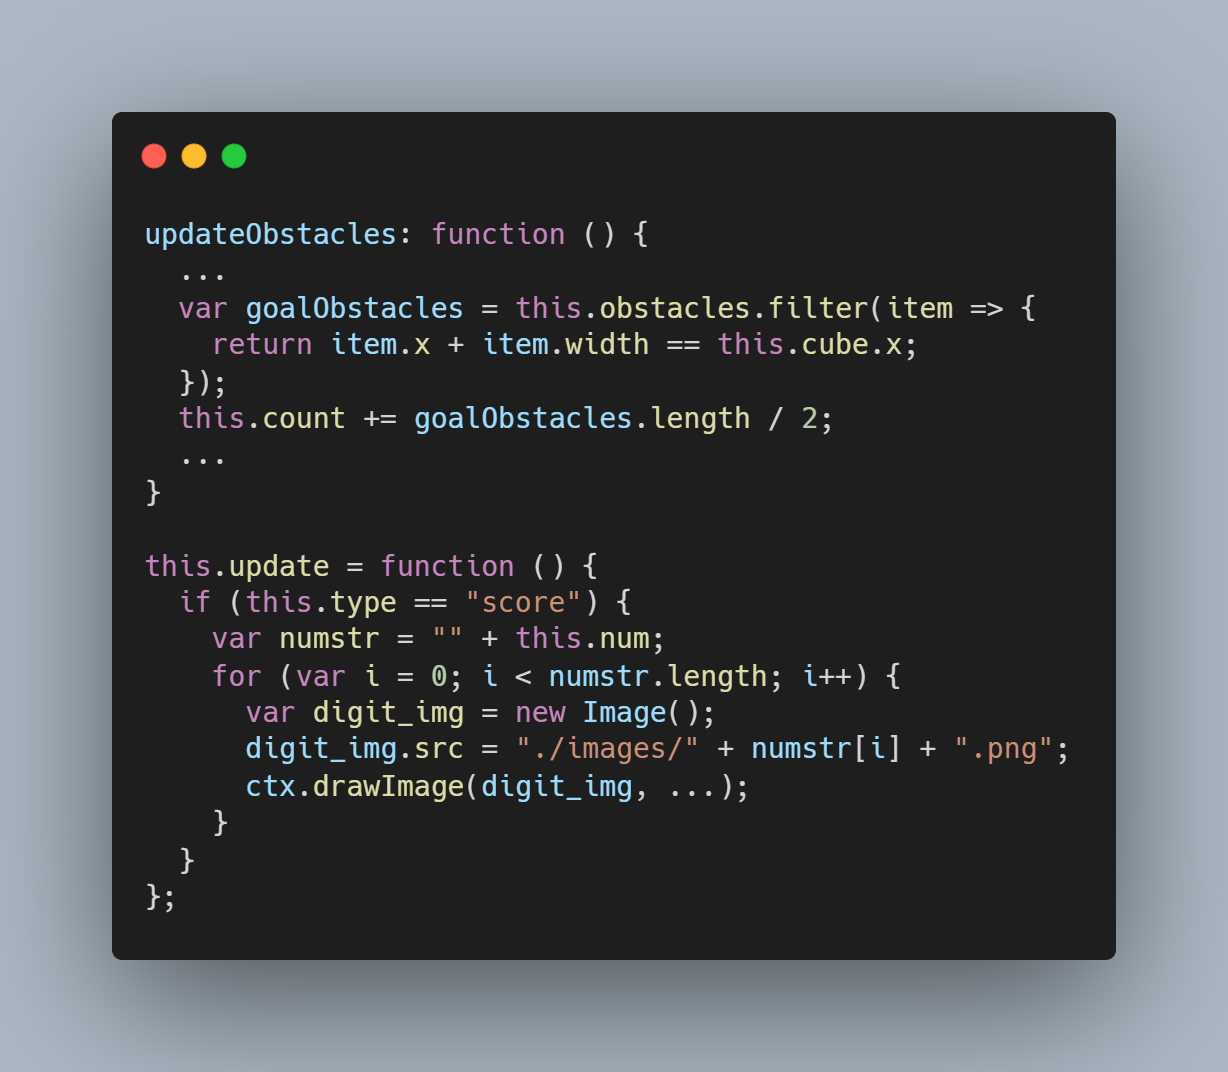 updateObstacles: function () {
  ...
  var goalObstacles = this.obstacles.filter(item => {
    return item.x + item.width == this.cube.x;
  });
  this.count += goalObstacles.length / 2;
  ...
}

this.update = function () {
  if (this.type == "score") {
    var numstr = "" + this.num;
    for (var i = 0; i < numstr.length; i++) {
      var digit_img = new Image();
      digit_img.src = "./images/" + numstr[i] + ".png";
      ctx.drawImage(digit_img, ...);
    }
  }
};